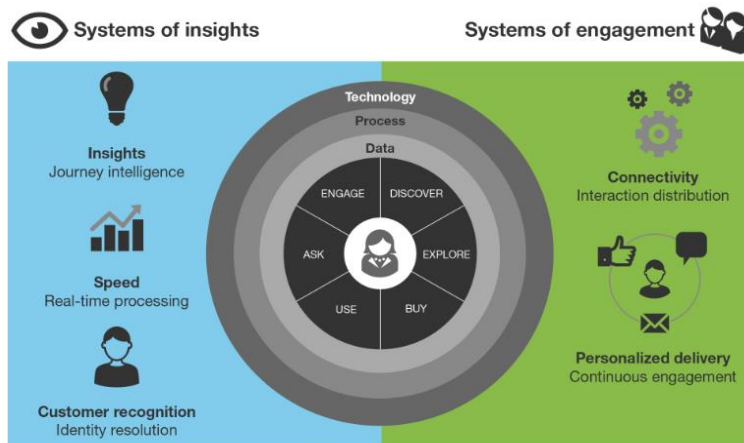 Systems of insights
Systems of engagement
Insights
Journey intelligence
Speed
Real-time processing
Customer recognition
Identity resolution
Technology
Process
Data
ENGAGE
DISCOVER
ASK
EXPLORE
USE
BUY
Connectivity
Interaction distribution
Personalized delivery
Continuous engagement